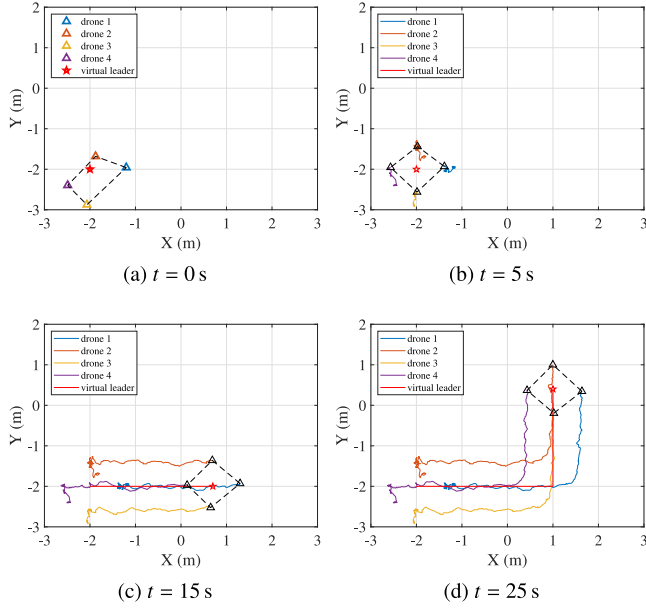 2
1
0
-1
-2
-3
Y (m)
-3 -2 -1 0 1 2 3
X (m)
drone 1
drone 2
drone 3
drone 4
virtual leader
(a) t = 0 s
2
1
0
-1
-2
-3
Y (m)
-3 -2 -1 0 1 2 3
X (m)
drone 1
drone 2
drone 3
drone 4
virtual leader
(b) t = 5 s
2
1
0
-1
-2
-3
Y (m)
-3 -2 -1 0 1 2 3
X (m)
drone 1
drone 2
drone 3
drone 4
virtual leader
(c) t = 15 s
2
1
0
-1
-2
-3
Y (m)
-3 -2 -1 0 1 2 3
X (m)
drone 1
drone 2
drone 3
drone 4
virtual leader
(d) t = 25 s